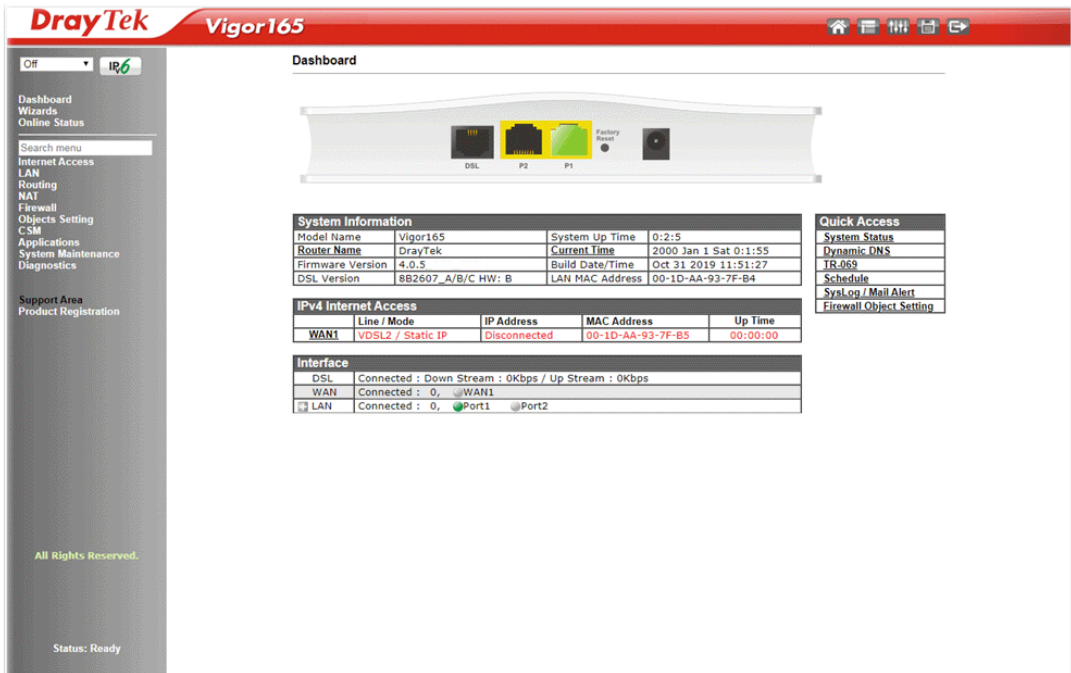 DrayTek Vigor165
Off IPv6
Dashboard
Wizards
Online Status
Search menu
Internet Access
LAN
Routing
NAT
Firewall
Objects Setting
CSM
Applications
System Maintenance
Diagnostics
Support Area
Product Registration
All Rights Reserved.
Status: Ready
Dashboard
DSL P2 P1 Factory Reset
System Information
Model Name Vigor165 System Up Time 0:2:5
Router Name DrayTek Current Time 2000 Jan 1 Sat 0:1:55
Firmware Version 4.0.5 Build Date/Time Oct 31 2019 11:51:27
DSL Version 8B2607_A/B/C HW: B LAN MAC Address 00-1D-AA-93-7F-B4
IPv4 Internet Access
Line / Mode IP Address MAC Address Up Time
WAN1 VDSL2 / Static IP Disconnected 00-1D-AA-93-7F-B5 00:00:00
Interface
DSL Connected : Down Stream : 0Kbps / Up Stream : 0Kbps
WAN Connected : 0, WAN1
LAN Connected : 0, Port1 Port2
Quick Access
System Status
Dynamic DNS
TR-069
Schedule
SysLog / Mail Alert
Firewall Object Setting